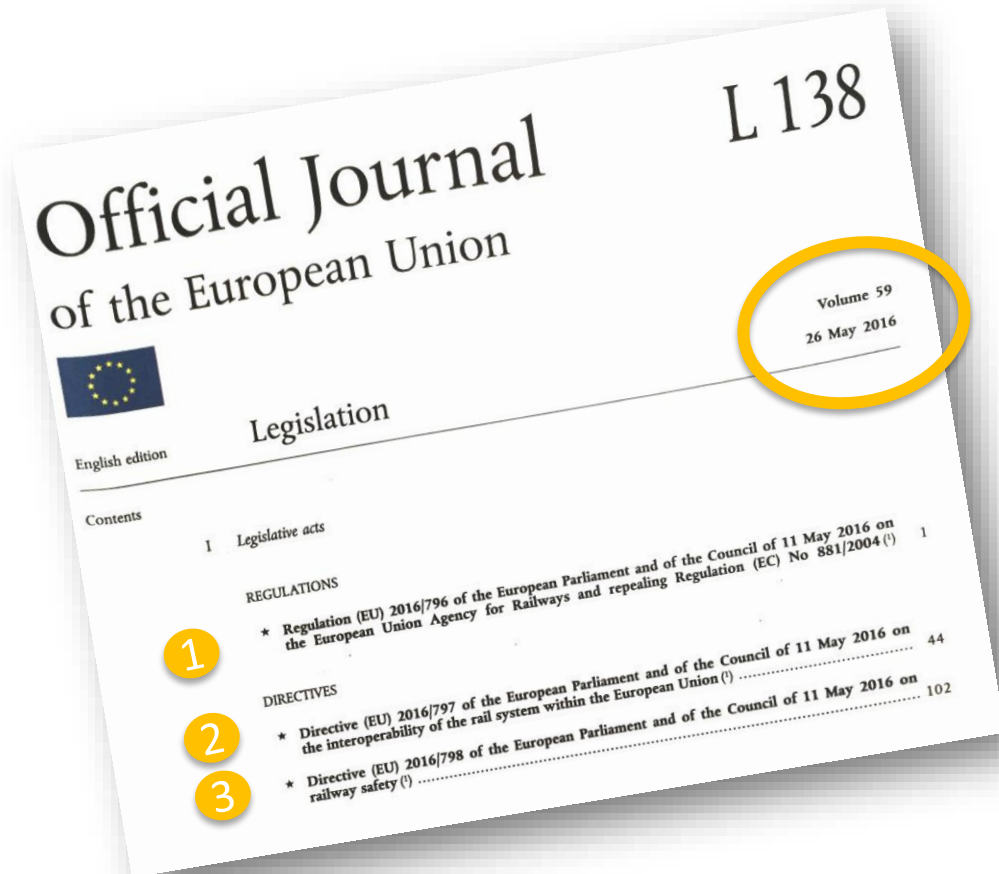 Official Journal
L 138
of the European Union
Volume 59
26 May 2016
Legislation
English edition
Contents
I Legislative acts
REGULATIONS
1
★ Regulation (EU) 2016/796 of the European Parliament and of the Council of 11 May 2016 on
the European Union Agency for Railways and repealing Regulation (EC) No 881/2004 (¹) 1
DIRECTIVES
2
★ Directive (EU) 2016/797 of the European Parliament and of the Council of 11 May 2016 on
the interoperability of the rail system within the European Union (¹) .......................................... 44
3
★ Directive (EU) 2016/798 of the European Parliament and of the Council of 11 May 2016 on
railway safety (¹) .................................................................................................... 102